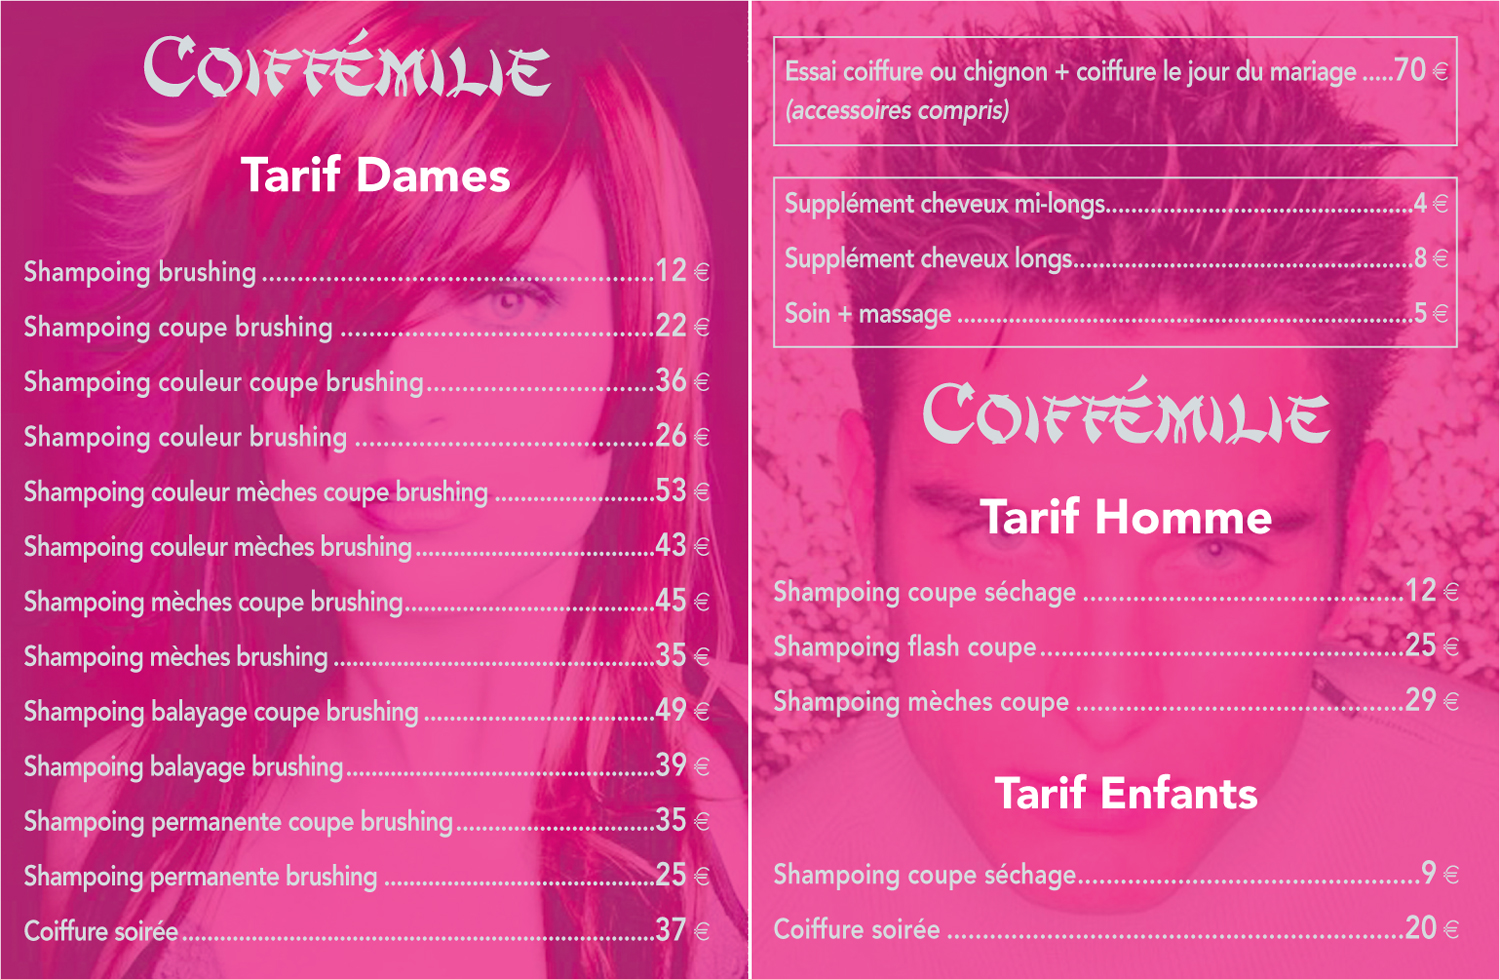 COIFFÉMILIE
Tarif Dames
Shampoing brushing ..........12 €
Shampoing coupe brushing ..........22 €
Shampoing couleur coupe brushing..........36 €
Shampoing couleur brushing ..........26 €
Shampoing couleur mèches coupe brushing ..........53 €
Shampoing couleur mèches brushing..........43 €
Shampoing mèches coupe brushing..........45 €
Shampoing mèches brushing ..........35 €
Shampoing balayage coupe brushing ..........49 €
Shampoing balayage brushing..........39 €
Shampoing permanente coupe brushing..........35 €
Shampoing permanente brushing ..........25 €
Coiffure soirée..........37 €
Essai coiffure ou chignon + coiffure le jour du mariage .....70 €
(accessoires compris)
Supplément cheveux mi-longs..........4 €
Supplément cheveux longs..........8 €
Soin + massage ..........5 €
COIFFÉMILIE
Tarif Homme
Shampoing coupe séchage ..........12 €
Shampoing flash coupe..........25 €
Shampoing mèches coupe ..........29 €
Tarif Enfants
Shampoing coupe séchage..........9 €
Coiffure soirée ..........20 €